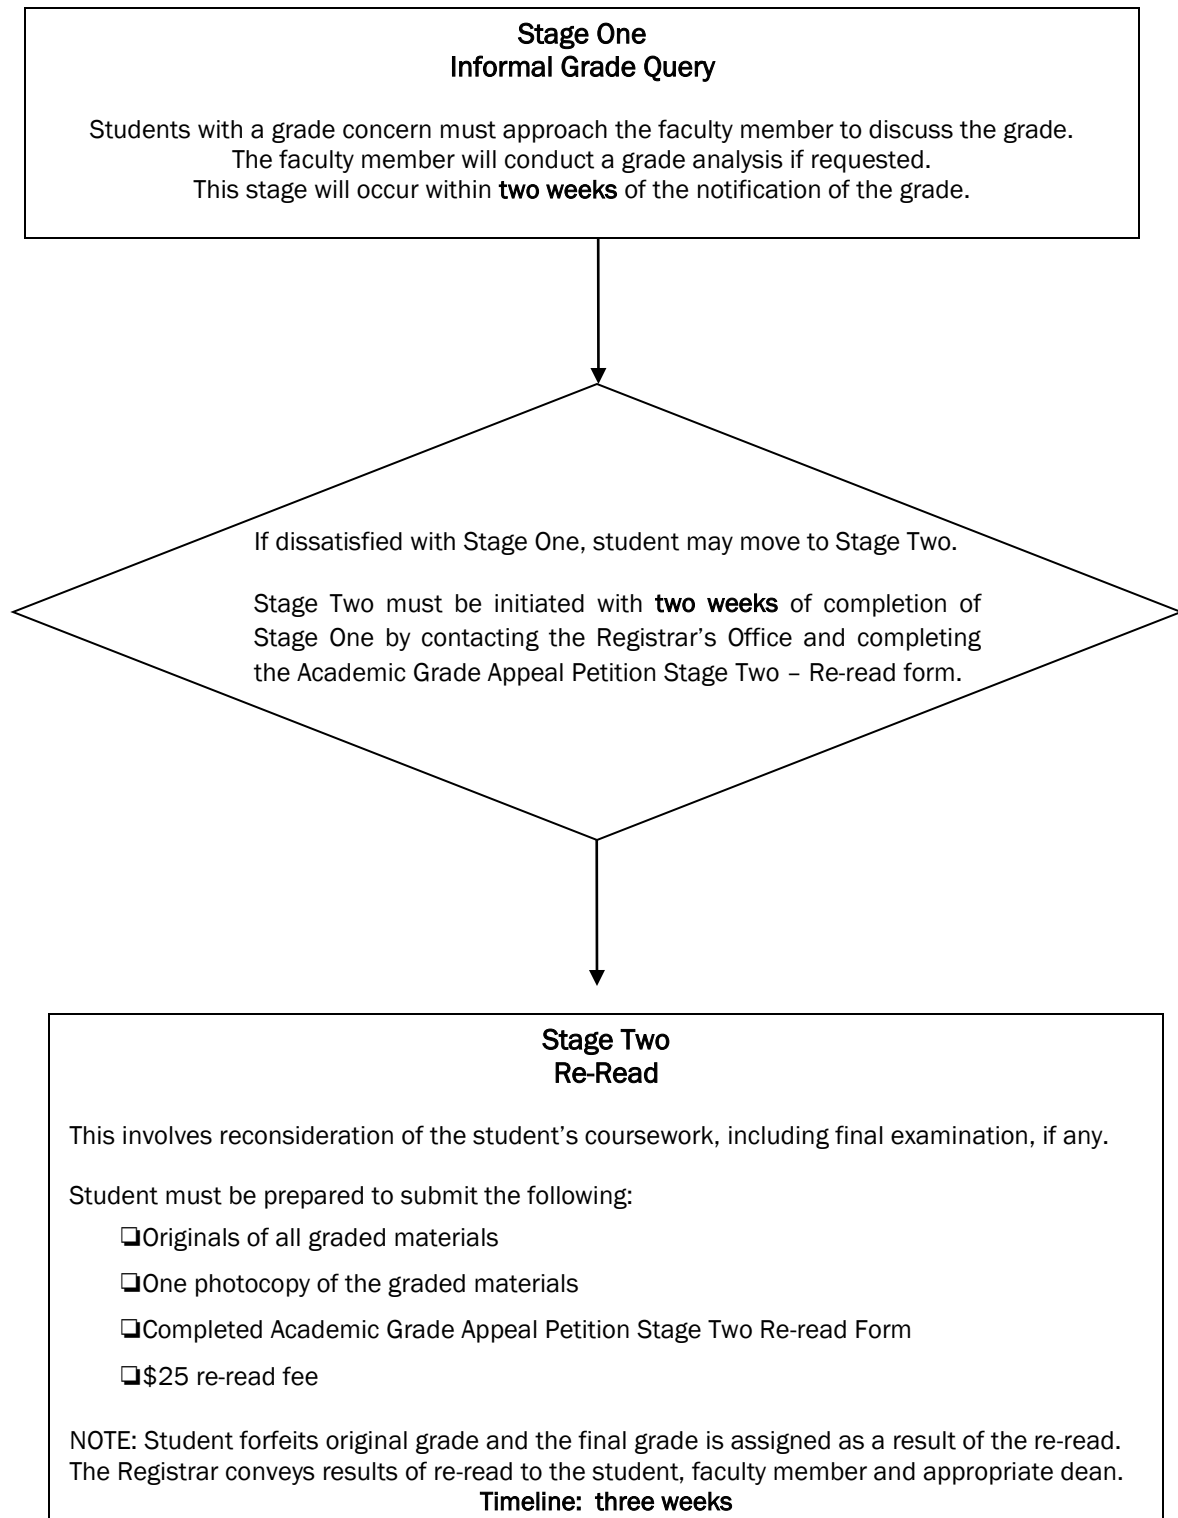 Stage One
Informal Grade Query
Students with a grade concern must approach the faculty member to discuss the grade.
The faculty member will conduct a grade analysis if requested.
This stage will occur within two weeks of the notification of the grade.
If dissatisfied with Stage One, student may move to Stage Two.
Stage Two must be initiated with two weeks of completion of
Stage One by contacting the Registrar's Office and completing
the Academic Grade Appeal Petition Stage Two – Re-read form.
Stage Two
Re-Read
This involves reconsideration of the student's coursework, including final examination, if any.
Student must be prepared to submit the following:
❑Originals of all graded materials
❑One photocopy of the graded materials
❑Completed Academic Grade Appeal Petition Stage Two Re-read Form
❑$25 re-read fee
NOTE: Student forfeits original grade and the final grade is assigned as a result of the re-read.
The Registrar conveys results of re-read to the student, faculty member and appropriate dean.
Timeline: three weeks